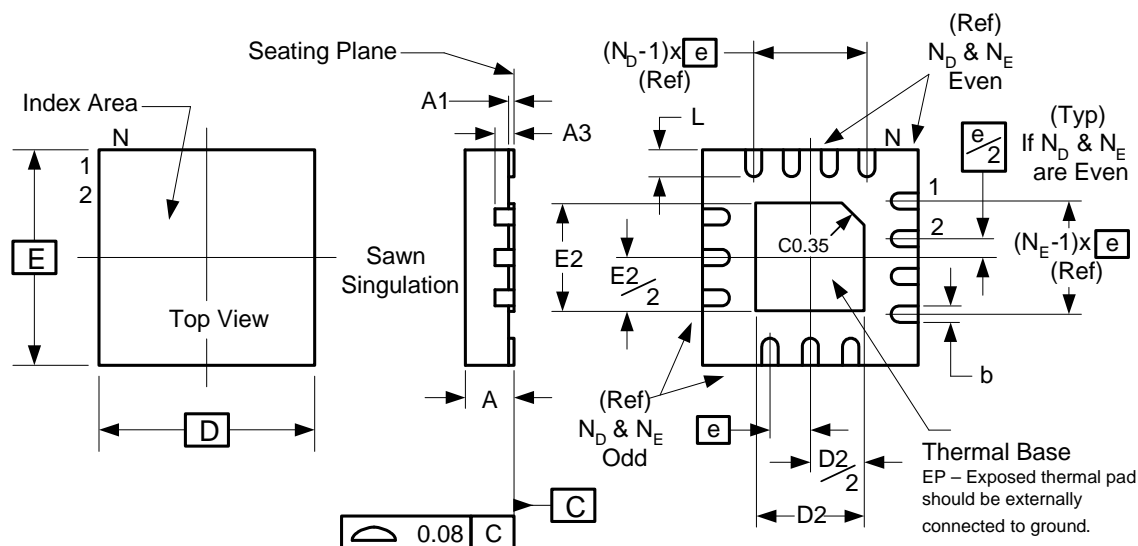 Seating Plane
Index Area
N
1
2
E
Top View
D
A1
A3
Sawn
Singulation
A
C
0.08 C
(N_D-1)x e
(Ref)
L
(Ref)
N_D & N_E
Even
N
e/2
(Typ)
If N_D & N_E
are Even
1
2
(N_E-1)x e
(Ref)
E2
E2/2
C0.35
b
(Ref)
N_D & N_E
Odd
e
D2/2
D2
Thermal Base
EP – Exposed thermal pad
should be externally
connected to ground.